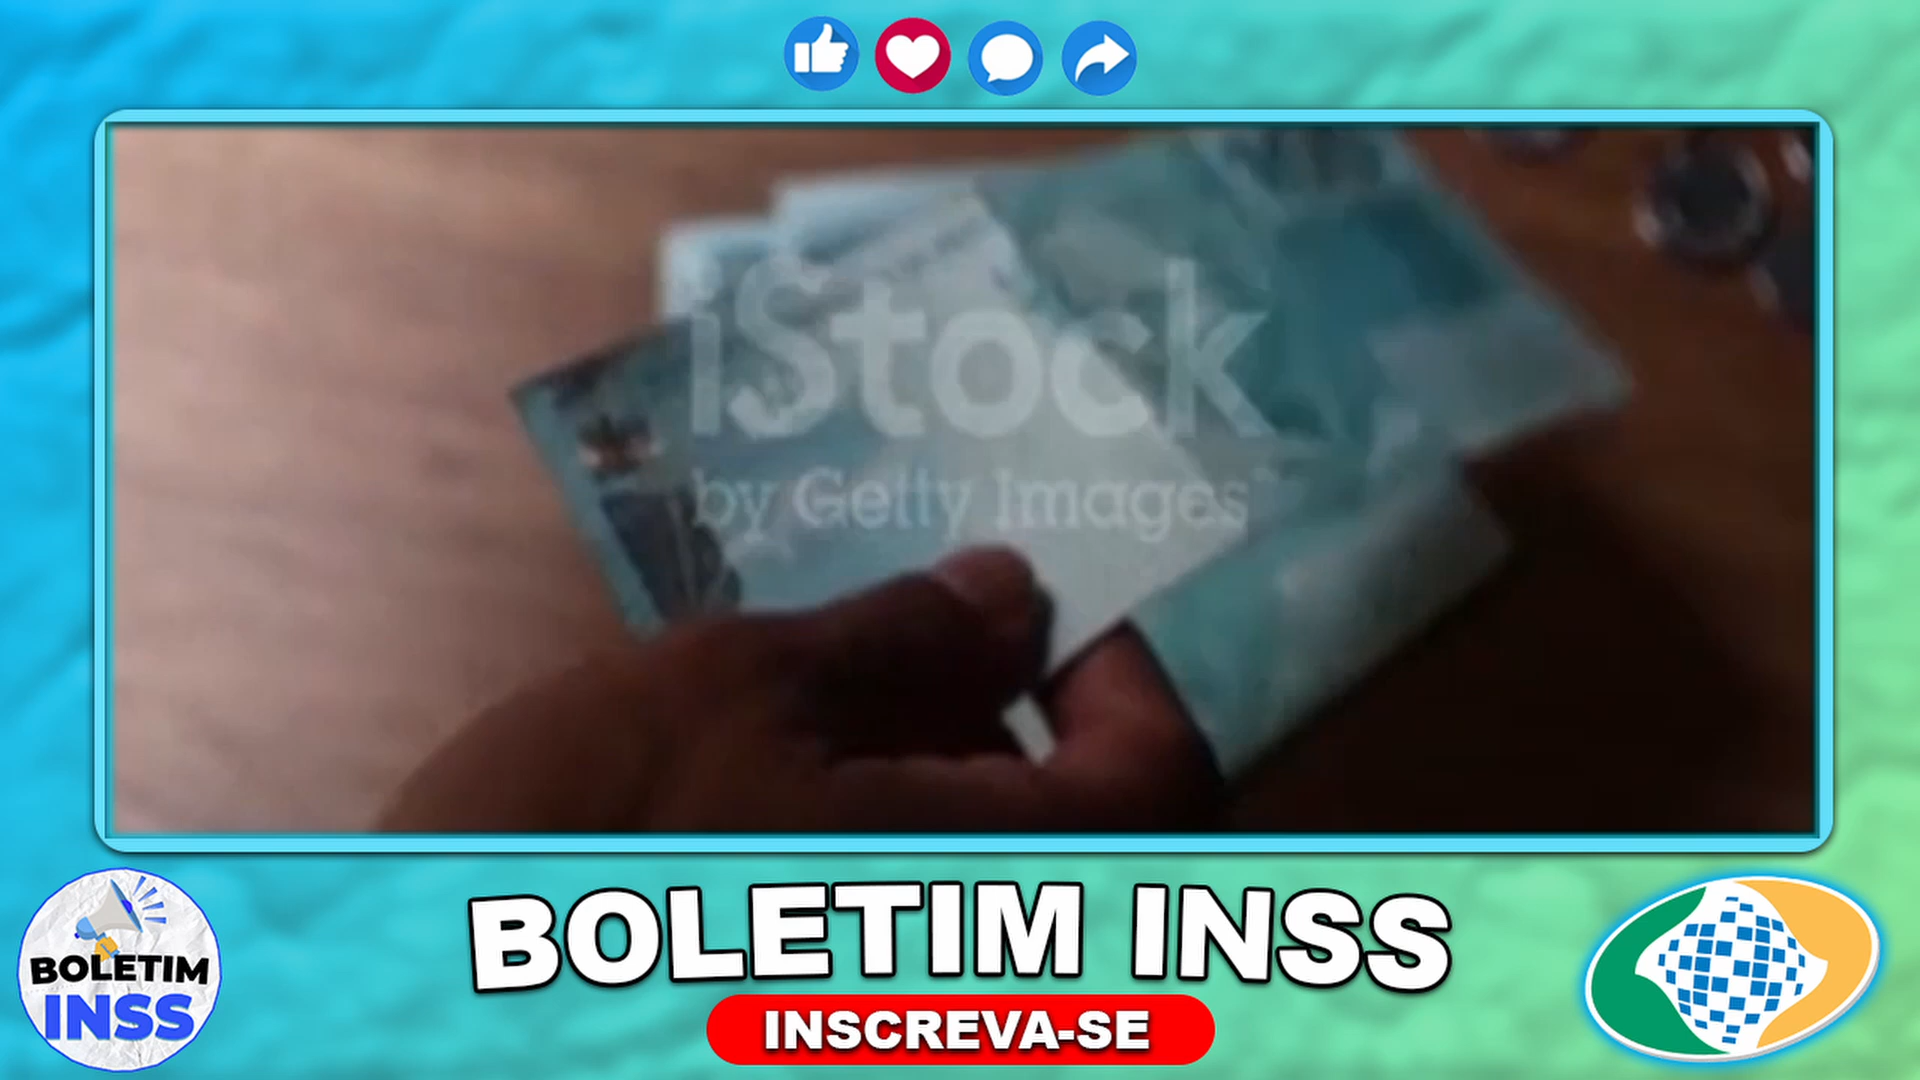 iStock
by Getty Images
BOLETIM INSS
BOLETIM
INSS
INSCREVA-SE